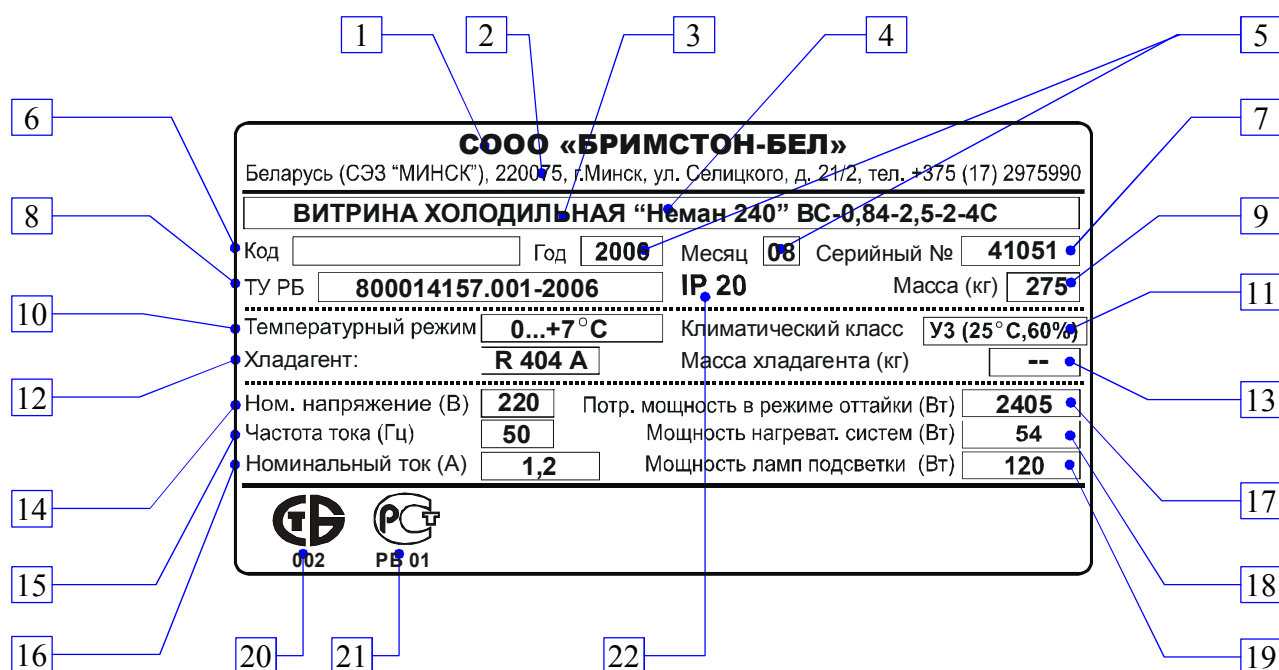 1 2 3 4 5
6 7
СООО «БРИМСТОН-БЕЛ»
Беларусь (СЭЗ “МИНСК”), 220075, г.Минск, ул. Селицкого, д. 21/2, тел. +375 (17) 2975990
8 9
ВИТРИНА ХОЛОДИЛЬНАЯ “Неман 240” ВС-0,84-2,5-2-4С
Код Год 2006 Месяц 08 Серийный № 41051
ТУ РБ 800014157.001-2006 IP 20 Масса (кг) 275
10 11
Температурный режим 0...+7°С Климатический класс У3 (25°С,60%)
Хладагент: R 404 A Масса хладагента (кг) --
12 13
Ном. напряжение (В) 220 Потр. мощность в режиме оттайки (Вт) 2405
Частота тока (Гц) 50 Мощность нагреват. систем (Вт) 54
Номинальный ток (А) 1,2 Мощность ламп подсветки (Вт) 120
14 17
СТБ РСТ
002 РБ 01
15 18
16 20 21 22 19